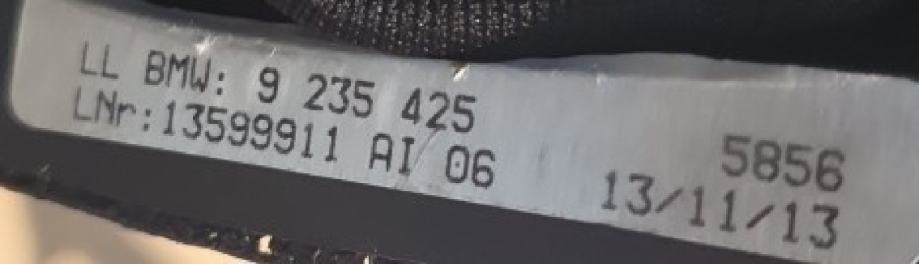 LL BMW: 9 235 425
LNr:13599911 AI 06
5856
13/11/13